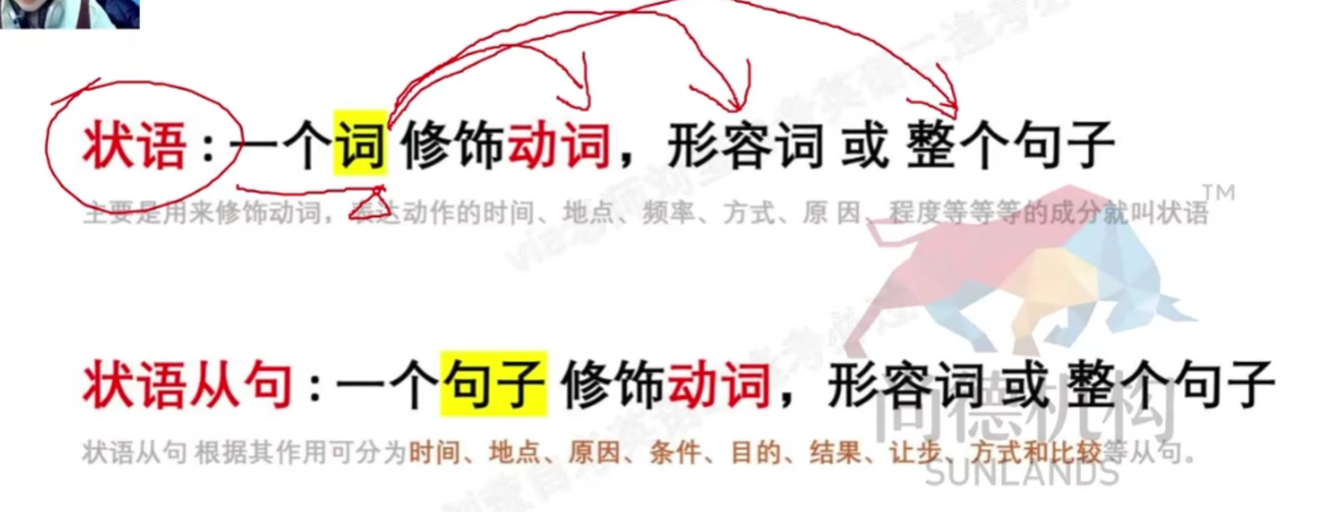 状语：一个词 修饰动词，形容词 或 整个句子
主要是用来修饰动词，表达动作的时间、地点、频率、方式、原 因、程度等等等的成分就叫状语
TM
状语从句：一个句子 修饰动词，形容词 或 整个句子
状语从句 根据其作用可分为时间、地点、原因、条件、目的、结果、让步、方式和比较等从句。
尚德机构
SUNLANDS